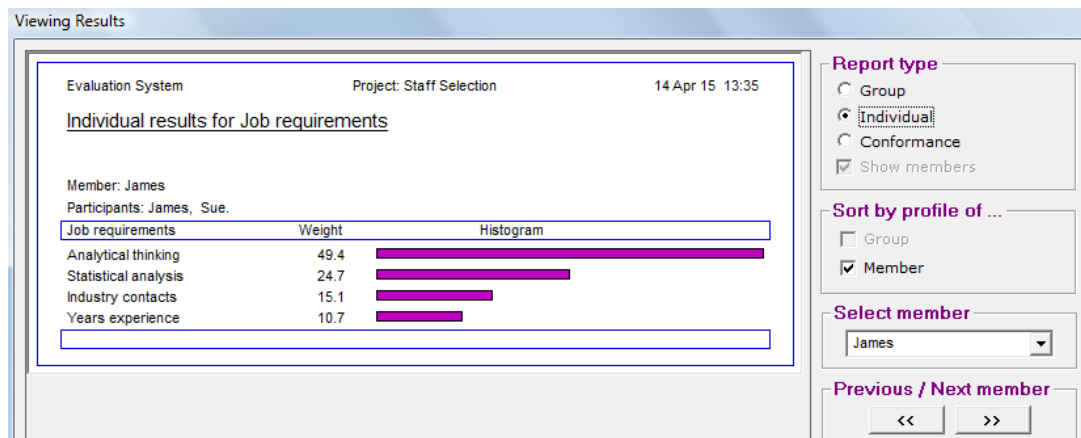 Viewing Results
Evaluation System Project: Staff Selection 14 Apr 15 13:35
Individual results for Job requirements
Member: James
Participants: James, Sue.
Job requirements Weight Histogram
Analytical thinking 49.4
Statistical analysis 24.7
Industry contacts 15.1
Years experience 10.7
Report type
Group
Individual
Conformance
Show members
Sort by profile of ...
Group
Member
Select member
James
Previous / Next member
<< >>